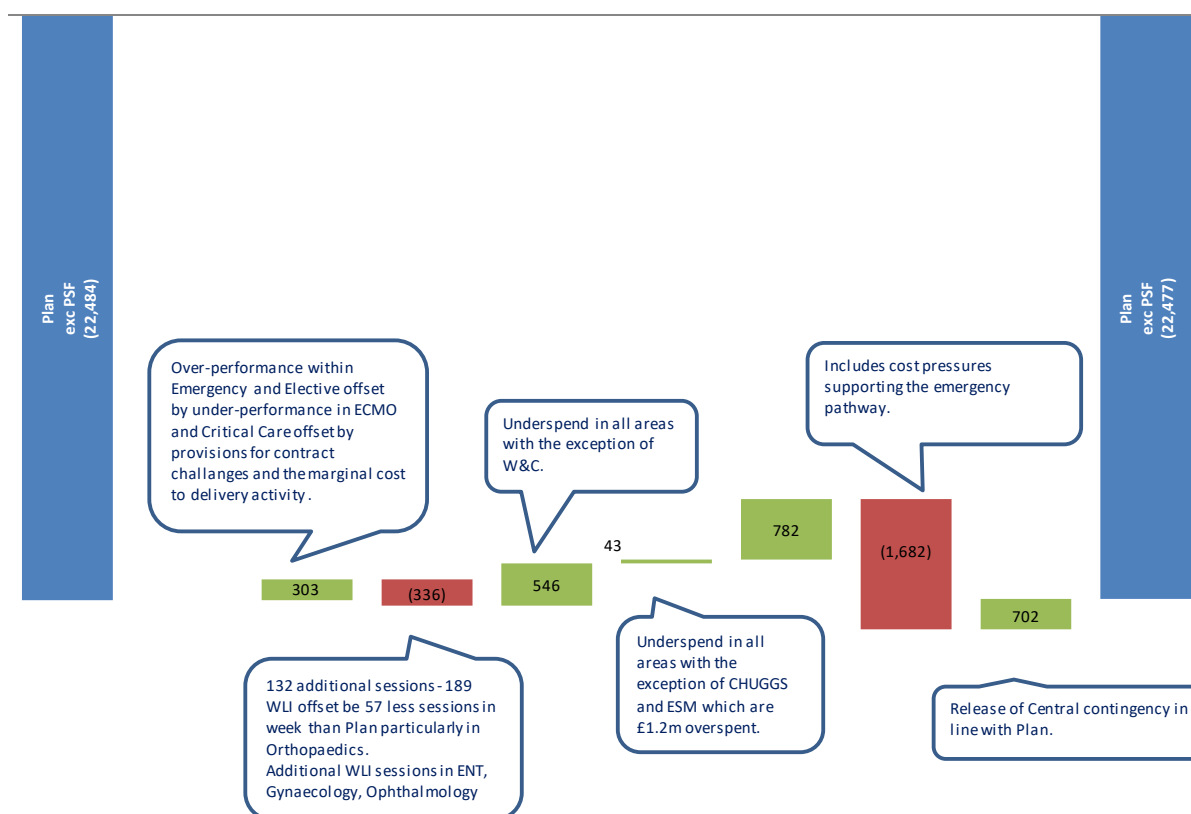 Plan
exc PSF
(22,484)
Plan
exc PSF
(22,477)
Over-performance within
Emergency and Elective offset
by under-performance in ECMO
and Critical Care offset by
provisions for contract
challanges and the marginal cost
to delivery activity .
Underspend in all areas
with the exception of
W&C.
Includes cost pressures
supporting the emergency
pathway.
303
(336)
546
43
782
(1,682)
702
132 additional sessions - 189
WLI offset be 57 less sessions in
week than Plan particularly in
Orthopaedics.
Additional WLI sessions in ENT,
Gynaecology, Ophthalmology
Underspend in all
areas with the
exception of CHUGGS
and ESM which are
£1.2m overspent.
Release of Central contingency in
line with Plan.